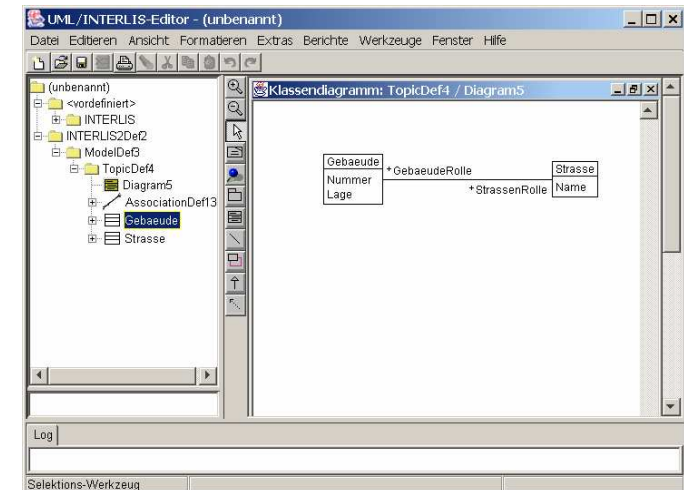 UML/INTERLIS-Editor - (unbenannt)
Datei Editieren Ansicht Formatieren Extras Berichte Werkzeuge Fenster Hilfe
(unbenannt)
<vordefiniert>
INTERLIS
INTERLIS2Def2
ModelDef3
TopicDef4
Diagram5
AssociationDef13
Gebaeude
Strasse
Klassendiagramm: TopicDef4 / Diagram5
Gebaeude
Nummer
Lage
*GebaeudeRolle
*StrassenRolle
Strasse
Name
Log
Selektions-Werkzeug